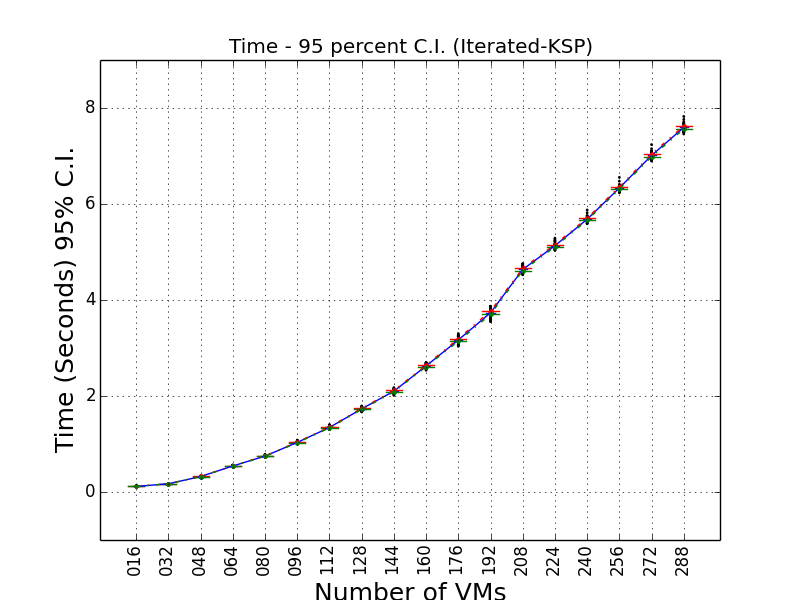 Time - 95 percent C.I. (Iterated-KSP)
Time (Seconds) 95% C.I.
8
6
4
2
0
016 032 048 064 080 096 112 128 144 160 176 192 208 224 240 256 272 288
Number of VMs